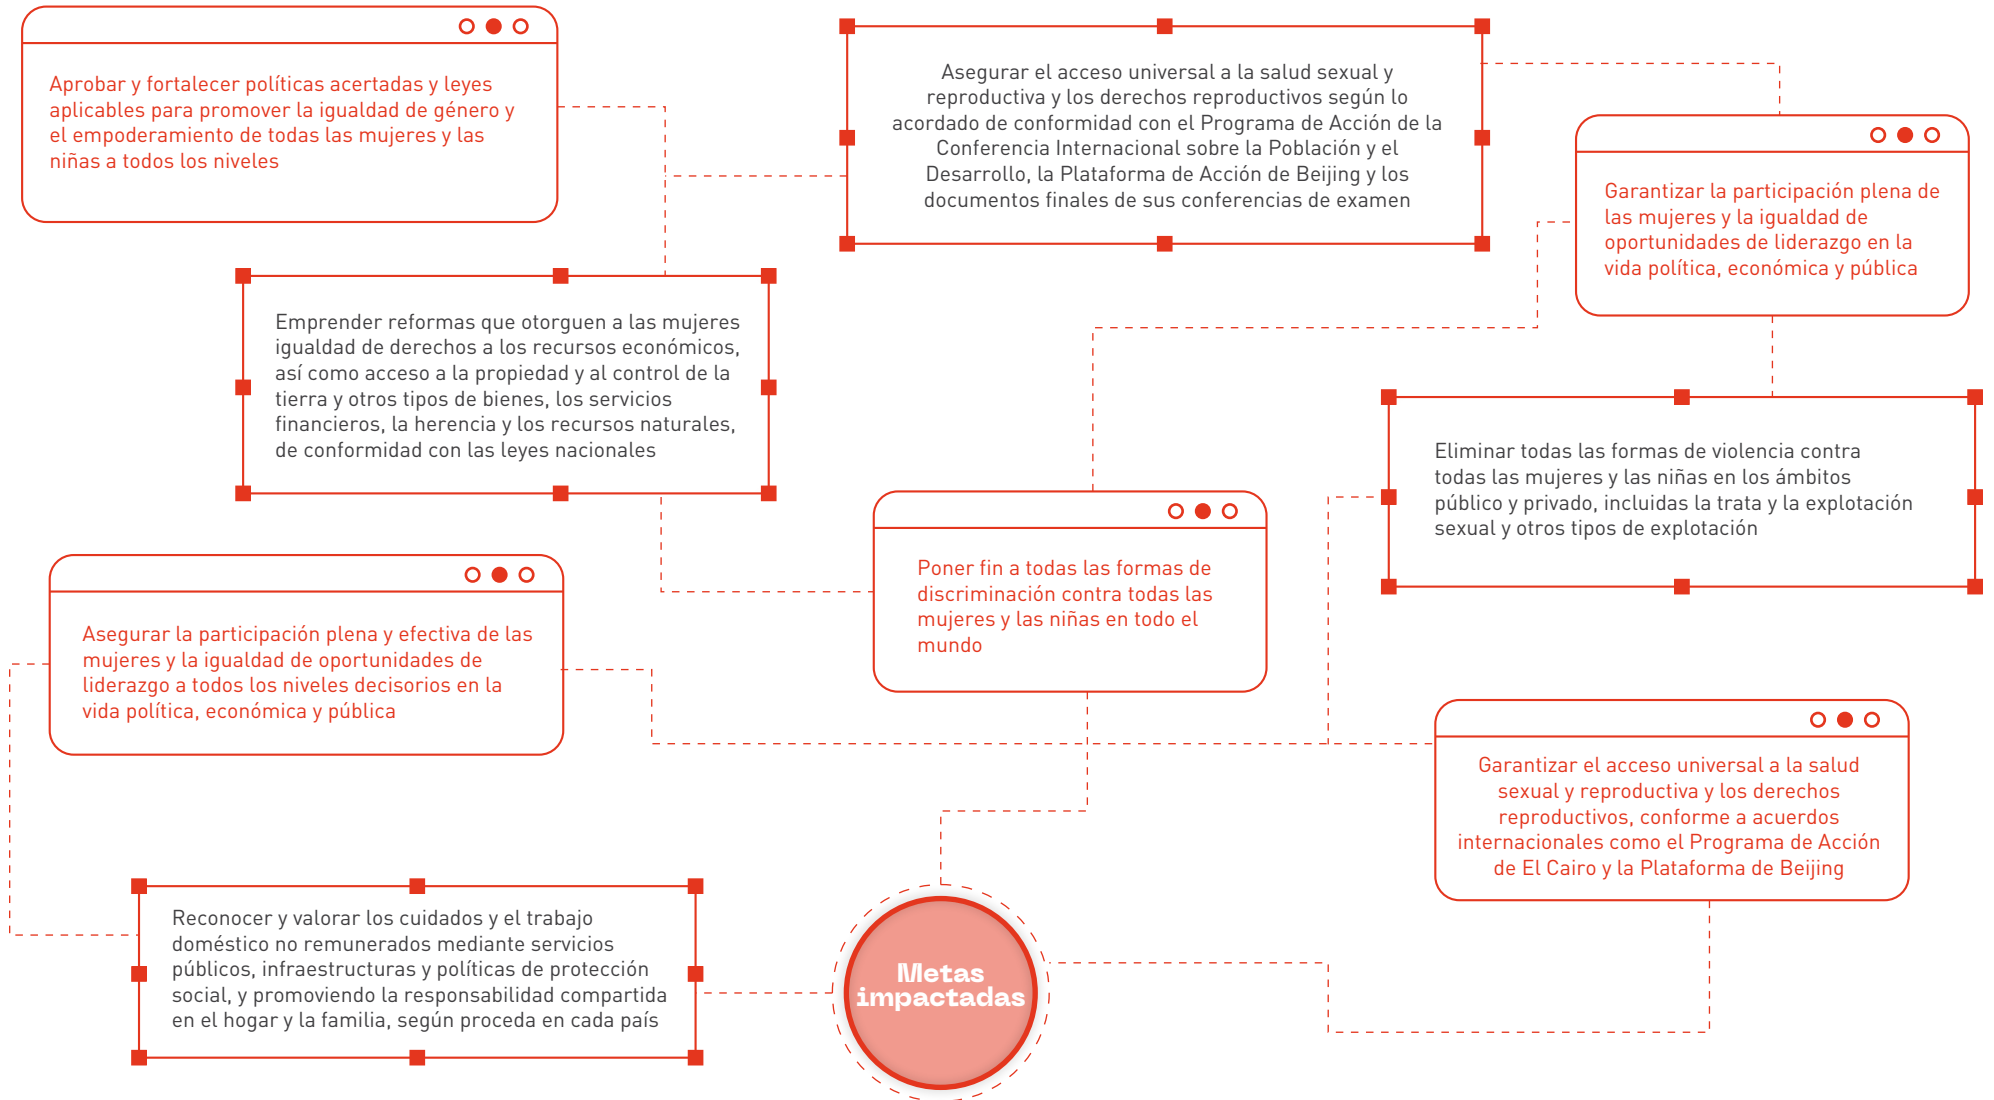 Aprobar y fortalecer políticas acertadas y leyes
aplicables para promover la igualdad de género y
el empoderamiento de todas las mujeres y las
niñas a todos los niveles
Asegurar el acceso universal a la salud sexual y
reproductiva y los derechos reproductivos según lo
acordado de conformidad con el Programa de Acción de la
Conferencia Internacional sobre la Población y el
Desarrollo, la Plataforma de Acción de Beijing y los
documentos finales de sus conferencias de examen
Garantizar la participación plena de
las mujeres y la igualdad de
oportunidades de liderazgo en la
vida política, económica y pública
Emprender reformas que otorguen a las mujeres
igualdad de derechos a los recursos económicos,
así como acceso a la propiedad y al control de la
tierra y otros tipos de bienes, los servicios
financieros, la herencia y los recursos naturales,
de conformidad con las leyes nacionales
Eliminar todas las formas de violencia contra
todas las mujeres y las niñas en los ámbitos
público y privado, incluidas la trata y la explotación
sexual y otros tipos de explotación
Poner fin a todas las formas de
discriminación contra todas las
mujeres y las niñas en todo el
mundo
Asegurar la participación plena y efectiva de las
mujeres y la igualdad de oportunidades de
liderazgo a todos los niveles decisorios en la
vida política, económica y pública
Garantizar el acceso universal a la salud
sexual y reproductiva y los derechos
reproductivos, conforme a acuerdos
internacionales como el Programa de Acción
de El Cairo y la Plataforma de Beijing
Reconocer y valorar los cuidados y el trabajo
doméstico no remunerados mediante servicios
públicos, infraestructuras y políticas de protección
social, y promoviendo la responsabilidad compartida
en el hogar y la familia, según proceda en cada país
Metas
impactadas